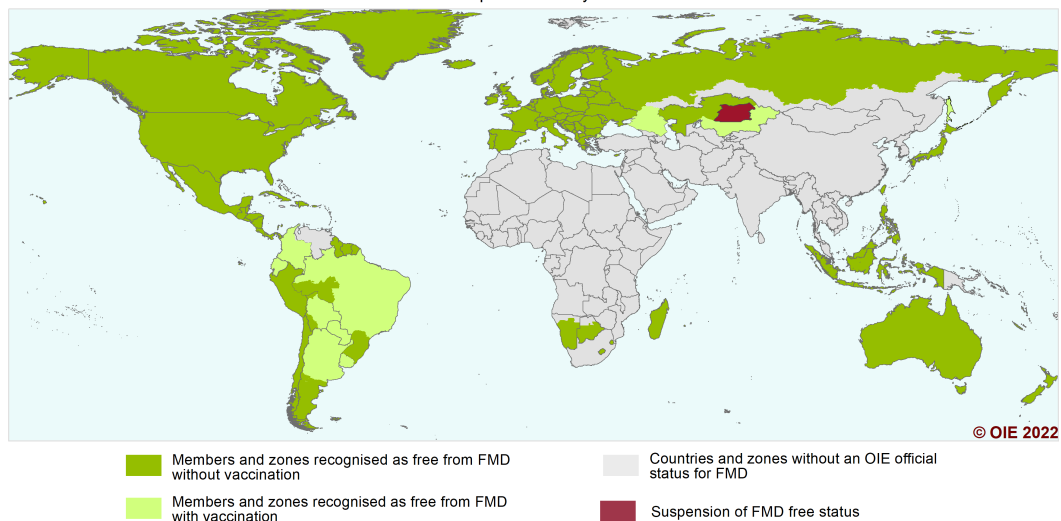 © OIE 2022
Members and zones recognised as free from FMD
without vaccination
Countries and zones without an OIE official
status for FMD
Members and zones recognised as free from FMD
with vaccination
Suspension of FMD free status